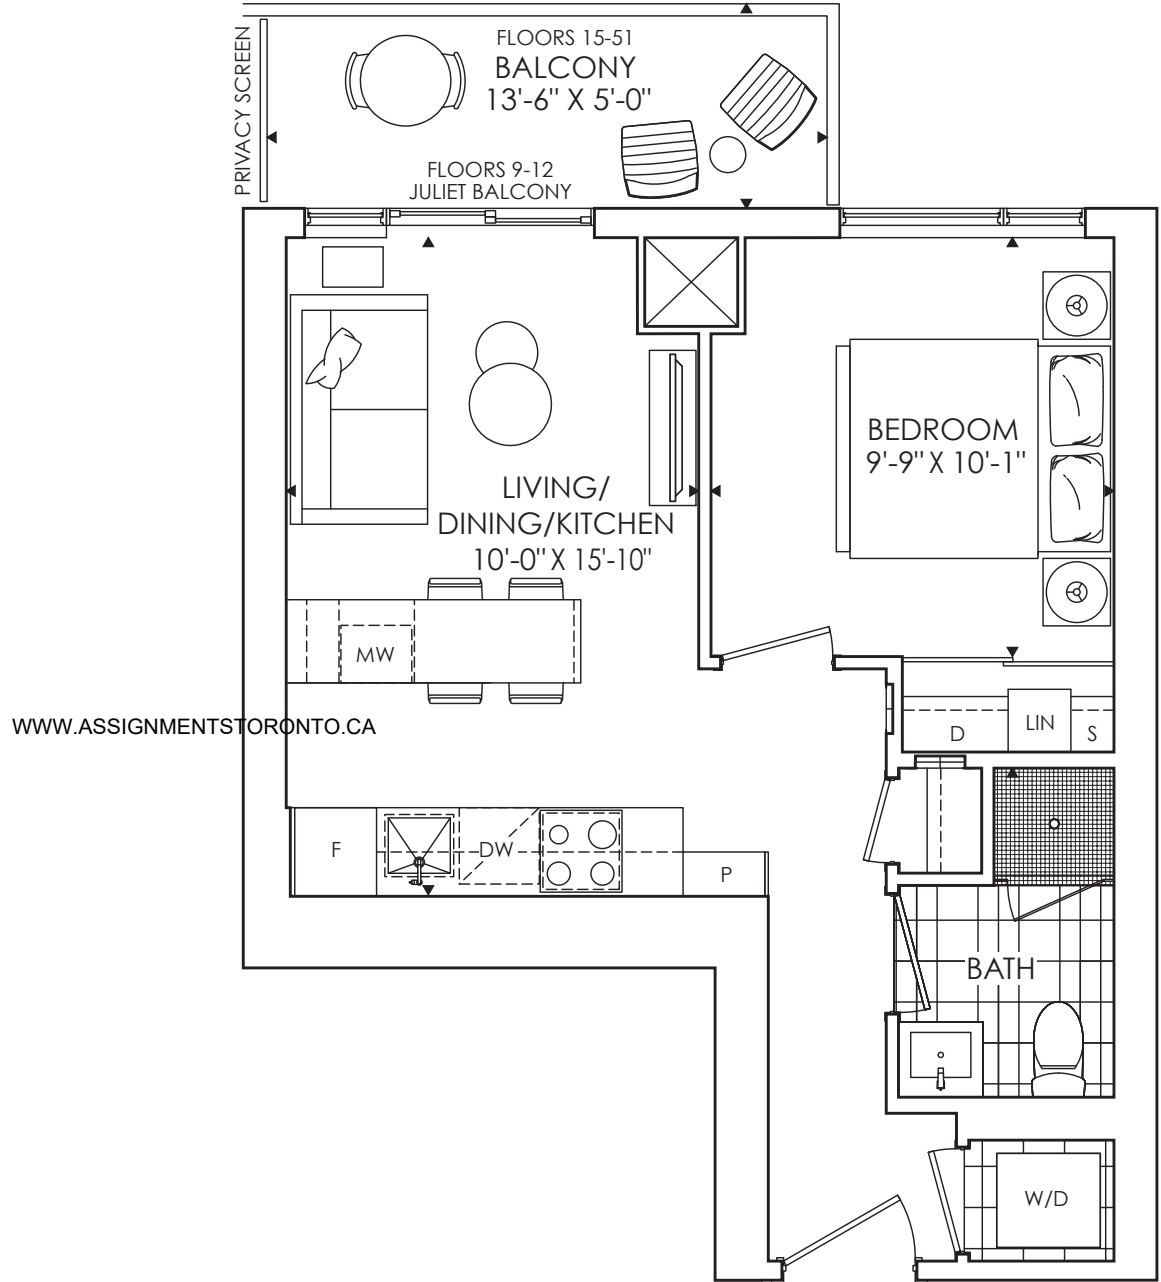 PRIVACY SCREEN
FLOORS 15-51
BALCONY
13'-6" X 5'-0"
FLOORS 9-12
JULIET BALCONY
BEDROOM
9'-9" X 10'-1"
LIVING/
DINING/KITCHEN
10'-0" X 15'-10"
MW
WWW.ASSIGNMENTSTORONTO.CA
D
LIN
S
F
DW
P
BATH
W/D